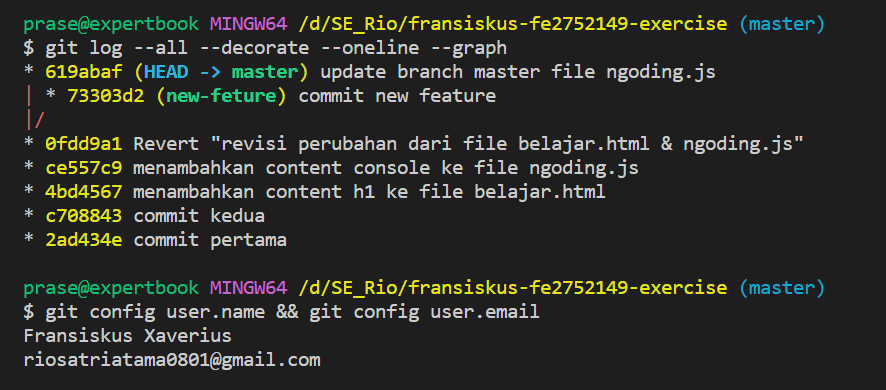 prase@expertbook MINGW64 /d/SE_Rio/fransiskus-fe2752149-exercise (master)
$ git log --all --decorate --oneline --graph
* 619abaf (HEAD -> master) update branch master file ngoding.js
| * 73303d2 (new-feture) commit new feature
|/
* 0fdd9a1 Revert "revisi perubahan dari file belajar.html & ngoding.js"
* ce557c9 menambahkan content console ke file ngoding.js
* 4bd4567 menambahkan content h1 ke file belajar.html
* c708843 commit kedua
* 2ad434e commit pertama

prase@expertbook MINGW64 /d/SE_Rio/fransiskus-fe2752149-exercise (master)
$ git config user.name && git config user.email
Fransiskus Xaverius
riosatriatama0801@gmail.com